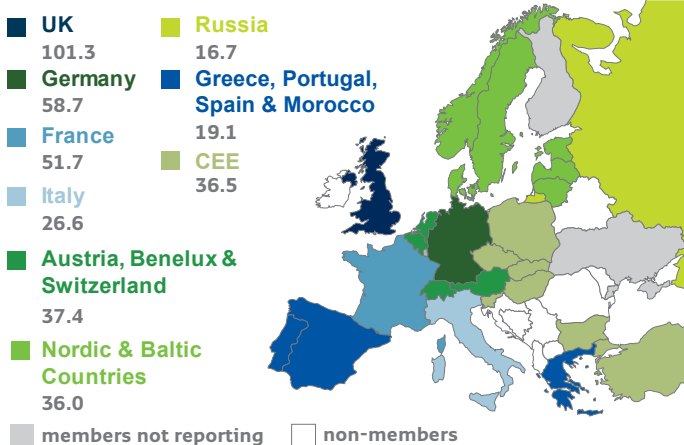 UK
101.3
Germany
58.7
France
51.7
Italy
26.6
Austria, Benelux &
Switzerland
37.4
Nordic & Baltic
Countries
36.0
Russia
16.7
Greece, Portugal,
Spain & Morocco
19.1
CEE
36.5
members not reporting
non-members